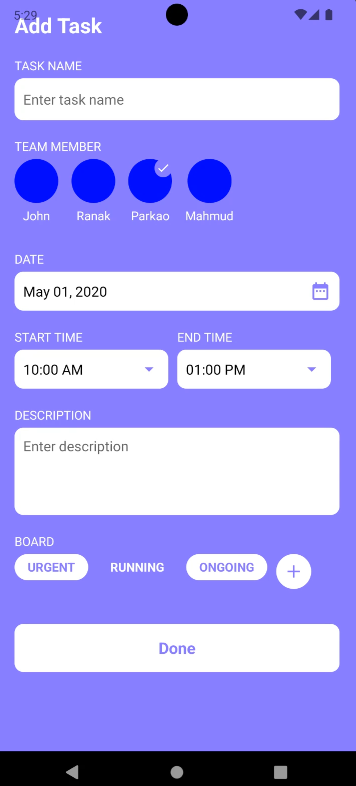 5:29
Add Task
TASK NAME
Enter task name
TEAM MEMBER
John Ranak Parkao Mahmud
DATE
May 01, 2020
START TIME END TIME
10:00 AM 01:00 PM
DESCRIPTION
Enter description
BOARD
URGENT RUNNING ONGOING
Done